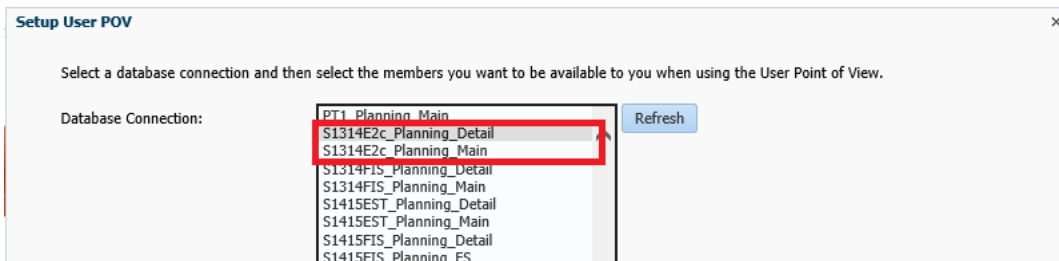 Setup User POV
Select a database connection and then select the members you want to be available to you when using the User Point of View.
Database Connection:
PT1_Planning_Main
Refresh
S1314E2c_Planning_Detail
S1314E2c_Planning_Main
S1314FIS_Planning_Detail
S1314FIS_Planning_Main
S1415EST_Planning_Detail
S1415EST_Planning_Main
S1415FIS_Planning_Detail
S1415FIS_Planning_FS